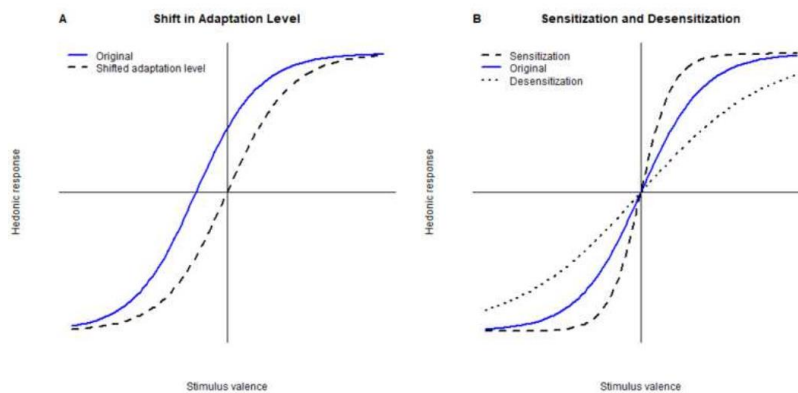 A
Shift in Adaptation Level
Original
Shifted adaptation level
Hedonic response
Stimulus valence
B
Sensitization and Desensitization
Sensitization
Original
Desensitization
Hedonic response
Stimulus valence